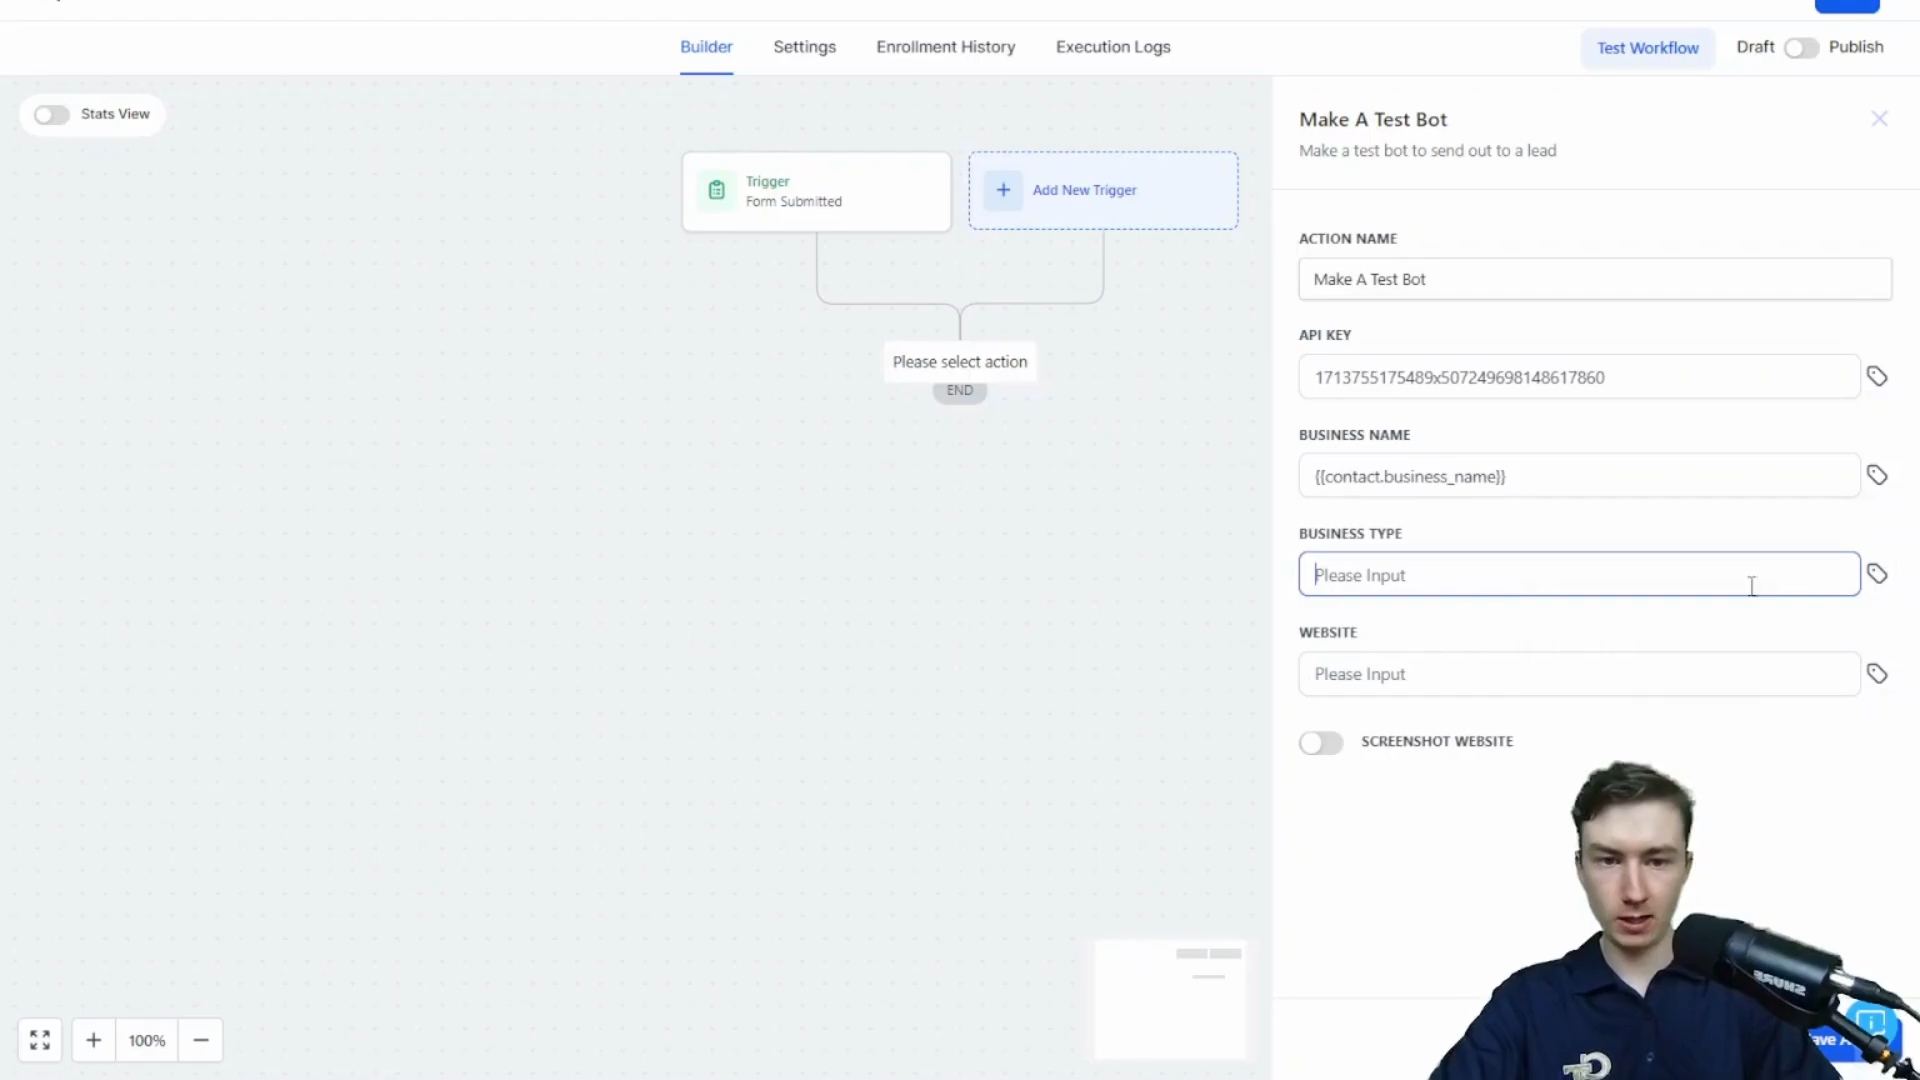 Builder
Settings
Enrollment History
Execution Logs
Test Workflow
Draft
Publish
Stats View
Trigger
Form Submitted
Add New Trigger
Please select action
END
Make A Test Bot
Make a test bot to send out to a lead
ACTION NAME
Make A Test Bot
API KEY
1713755175489x507249698148617860
BUSINESS NAME
{{contact.business_name}}
BUSINESS TYPE
Please Input
WEBSITE
Please Input
SCREENSHOT WEBSITE
100%
SHURE